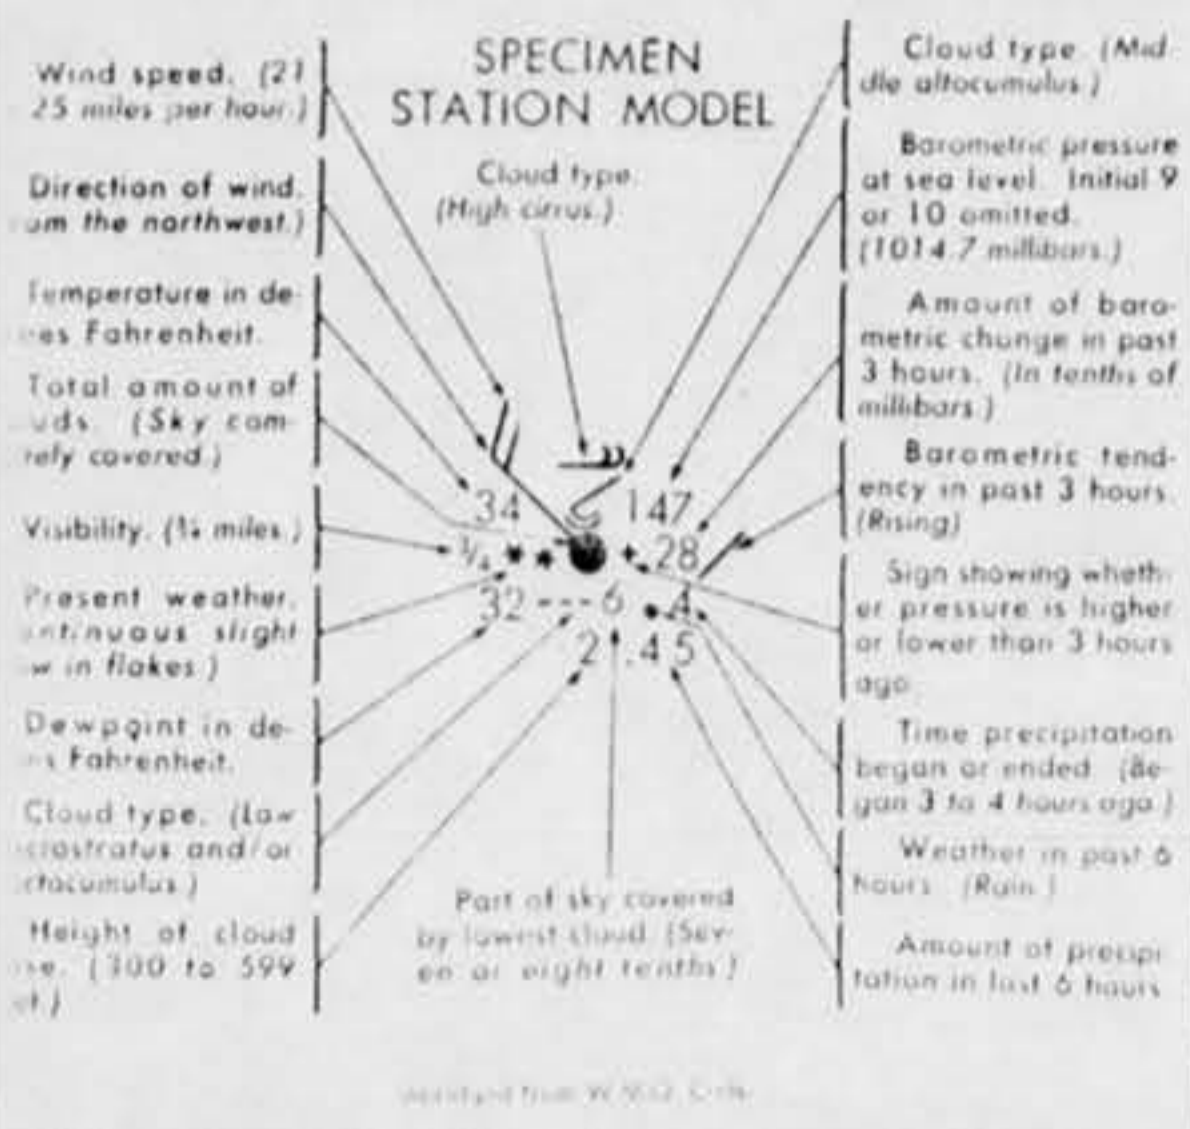 SPECIMEN
STATION MODEL
Wind speed. (21
25 miles per hour.)
Direction of wind.
om the northwest.)
Temperature in de-
es Fahrenheit.
Total amount of
uds. (Sky com-
tely covered.)
Visibility. (¾ miles.)
Present weather.
ntinuous slight
w in flakes.)
Dewpoint in de-
s Fahrenheit.
Cloud type. (Low
crostratus and/or
ctocumulus.)
Height of cloud
se. (300 to 599
et.)
Cloud type.
(High cirrus.)
34 147
¾ 28
32 --- 6 . 4
2 .45
Part of sky covered
by lowest cloud. (Sev-
en or eight tenths.)
Cloud type. (Mid
dle altocumulus.)
Barometric pressure
at sea level. Initial 9
or 10 omitted.
(1014.7 millibars.)
Amount of baro-
metric change in past
3 hours. (In tenths of
millibars.)
Barometric tend-
ency in past 3 hours.
(Rising)
Sign showing wheth-
er pressure is higher
or lower than 3 hours
ago.
Time precipitation
began or ended. (Be-
gan 3 to 4 hours ago.)
Weather in past 6
hours. (Rain.)
Amount of precipi
tation in last 6 hours